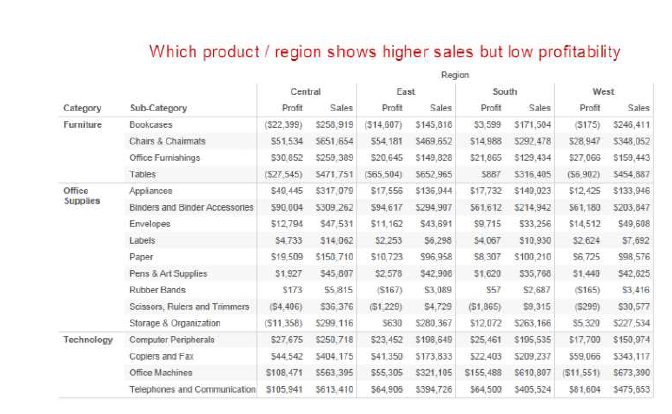 Which product / region shows higher sales but low profitability
Region
Central East South West
Category Sub-Category Profit Sales Profit Sales Profit Sales Profit Sales
Furniture Bookcases ($22,399) $258,919 ($14,607) $145,818 $3,599 $171,504 ($175) $246,411
Chairs & Chairmats $51,534 $651,654 $54,181 $469,652 $14,988 $292,478 $28,947 $348,052
Office Furnishings $30,852 $259,389 $20,645 $149,828 $21,865 $129,434 $27,066 $159,443
Tables ($27,545) $471,751 ($65,504) $652,965 $887 $316,405 ($6,902) $454,887
Office Appliances $49,445 $317,079 $17,556 $136,944 $17,732 $149,023 $12,425 $133,946
Supplies Binders and Binder Accessories $90,004 $309,262 $94,617 $294,907 $61,612 $214,942 $61,180 $203,847
Envelopes $12,794 $47,531 $11,162 $43,691 $9,715 $33,256 $14,512 $49,608
Labels $4,733 $14,062 $2,253 $6,298 $4,067 $10,930 $2,624 $7,692
Paper $19,509 $150,710 $10,723 $96,958 $8,307 $100,210 $6,725 $98,576
Pens & Art Supplies $1,927 $45,807 $2,578 $42,908 $1,620 $35,768 $1,440 $42,625
Rubber Bands $173 $5,815 ($167) $3,089 $57 $2,687 ($165) $3,416
Scissors, Rulers and Trimmers ($4,406) $36,376 ($1,229) $4,729 ($1,865) $9,315 ($299) $30,577
Storage & Organization ($11,358) $299,116 $630 $280,367 $12,072 $263,166 $5,320 $227,534
Technology Computer Peripherals $27,675 $250,718 $23,452 $198,649 $25,461 $195,535 $17,700 $150,974
Copiers and Fax $44,542 $404,175 $41,350 $173,833 $22,403 $209,237 $59,066 $343,117
Office Machines $108,471 $563,395 $55,305 $321,105 $155,488 $610,807 ($11,551) $673,390
Telephones and Communication $105,941 $613,410 $64,906 $394,726 $64,500 $405,524 $81,604 $475,653